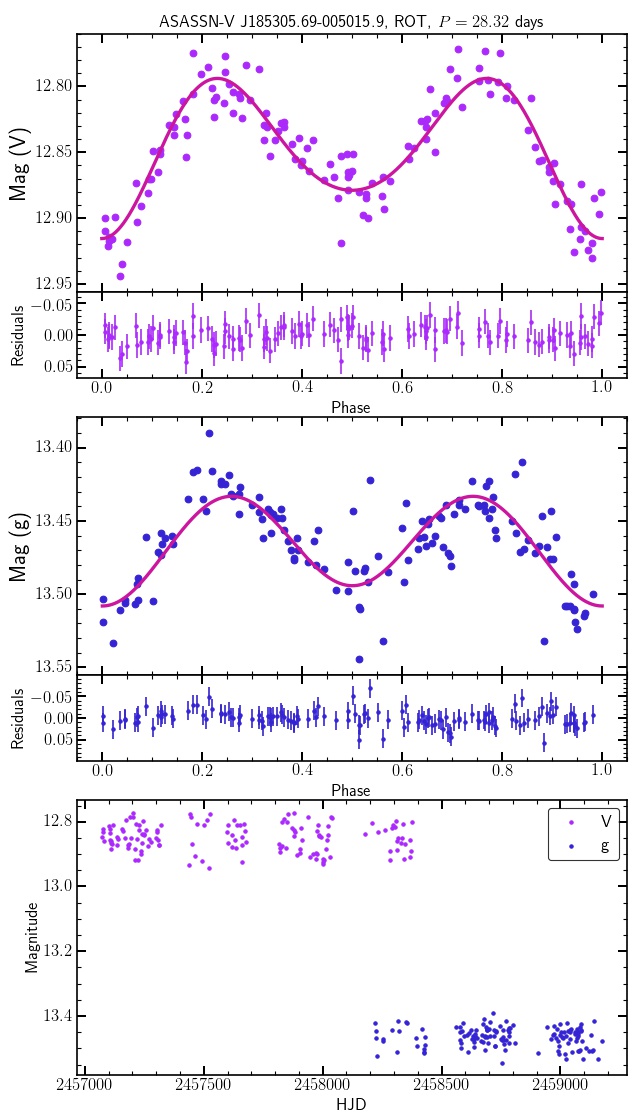 ASASSN-V J185305.69-005015.9, ROT, P = 28.32 days
12.80
12.85
12.90
12.95
Mag (V)
−0.05
0.00
0.05
Residuals
0.0 0.2 0.4 0.6 0.8 1.0
Phase
13.40
13.45
13.50
13.55
Mag (g)
−0.05
0.00
0.05
Residuals
0.0 0.2 0.4 0.6 0.8 1.0
Phase
12.8
13.0
13.2
13.4
Magnitude
V
g
2457000 2457500 2458000 2458500 2459000
HJD